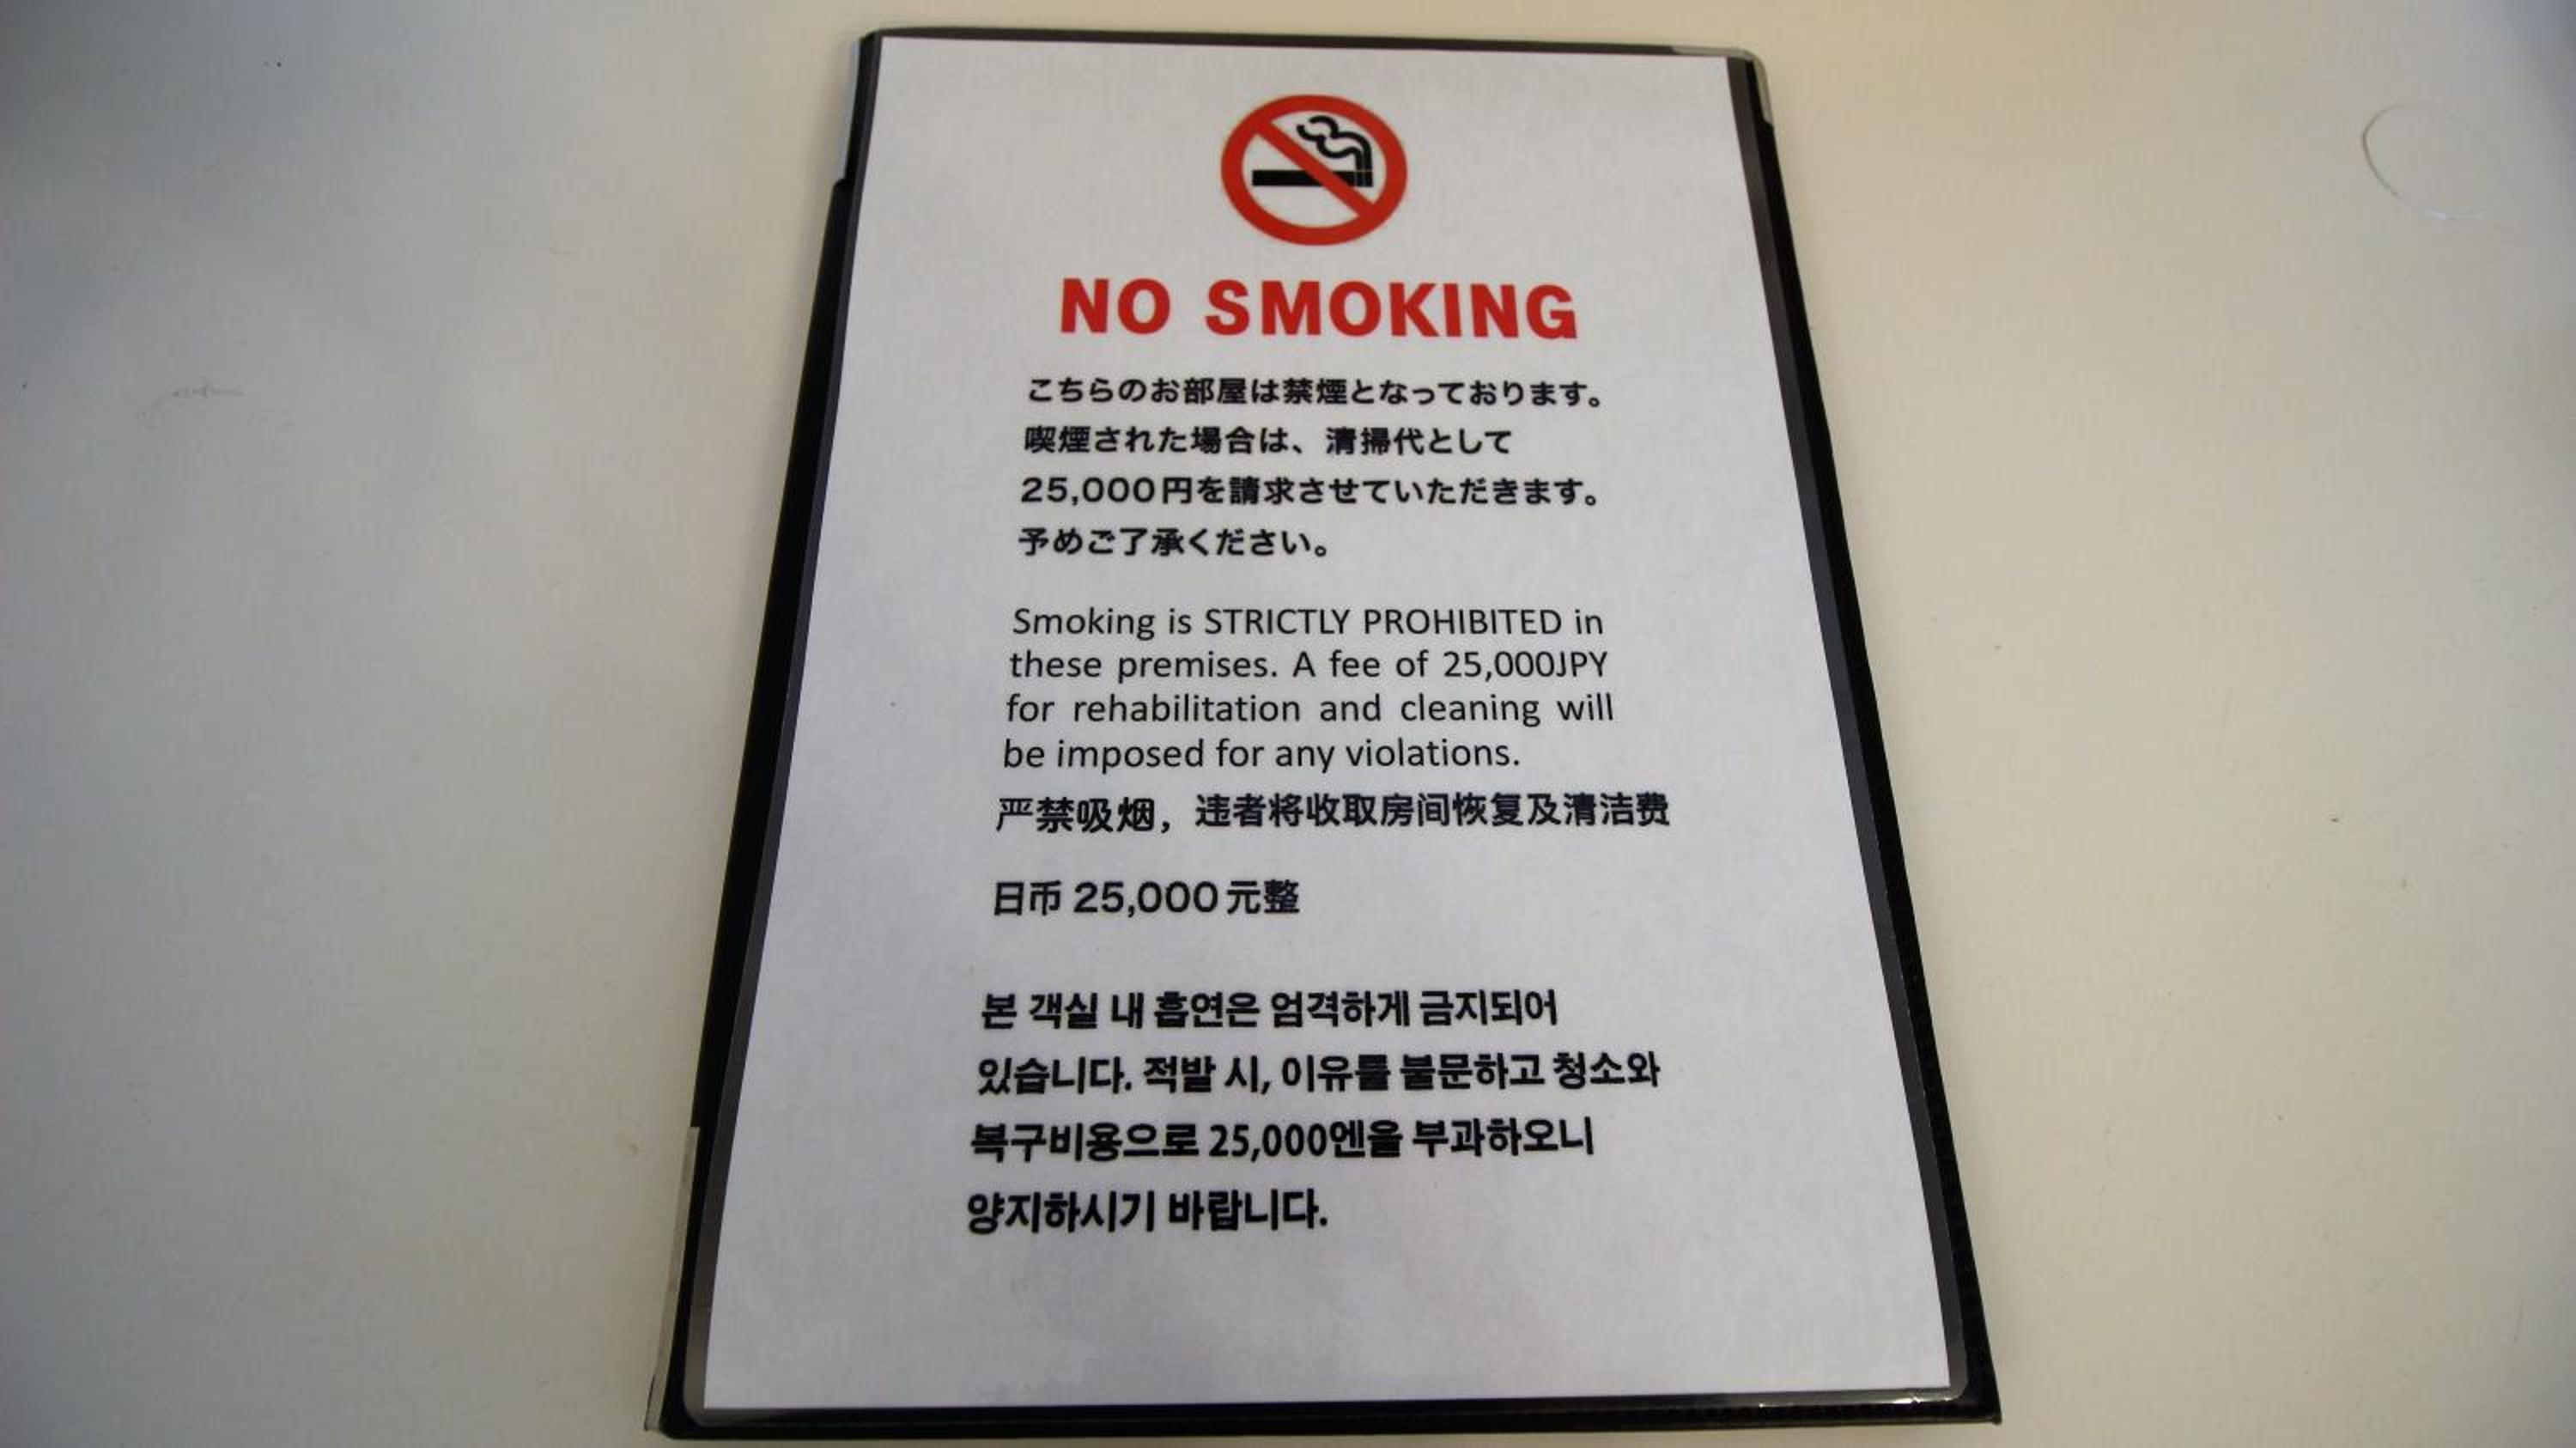 NO SMOKING
こちらのお部屋は禁煙となっております。
喫煙された場合は、清掃代として
25,000円を請求させていただきます。
予めご了承ください。
Smoking is STRICTLY PROHIBITED in
these premises. A fee of 25,000JPY
for rehabilitation and cleaning will
be imposed for any violations.
严禁吸烟，违者将收取房间恢复及清洁费
日币 25,000元整
본 객실 내 흡연은 엄격하게 금지되어
있습니다. 적발 시, 이유를 불문하고 청소와
복구비용으로 25,000엔을 부과하오니
양지하시기 바랍니다.